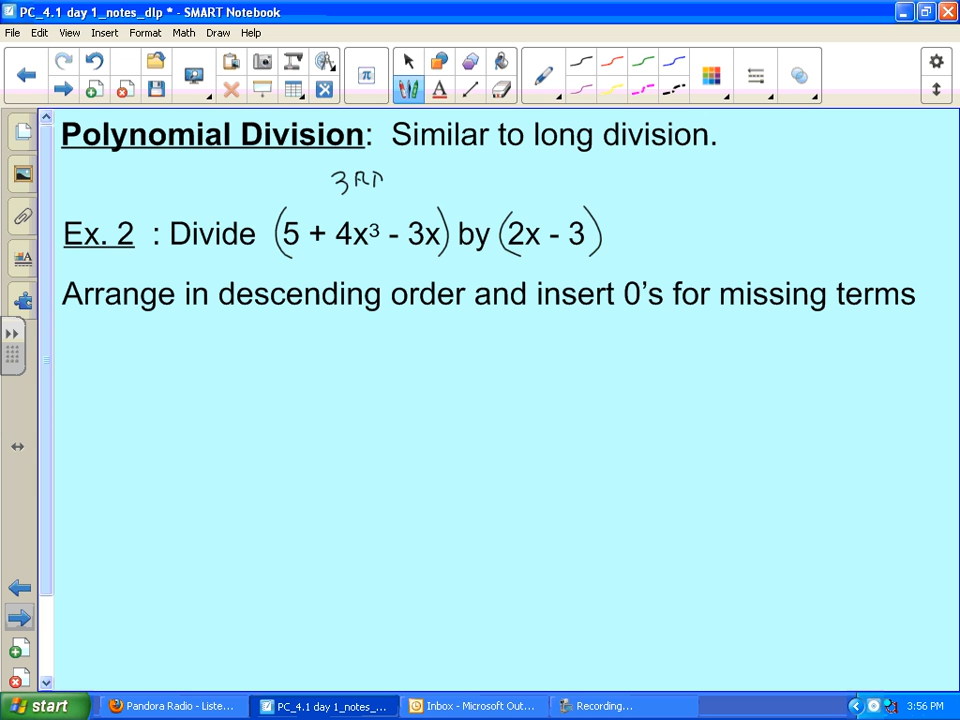 PC_4.1 day 1_notes_dlp * - SMART Notebook
File Edit View Insert Format Math Draw Help
Polynomial Division: Similar to long division.
3RD
Ex. 2 : Divide (5 + 4x³ - 3x) by (2x - 3)
Arrange in descending order and insert 0's for missing terms
start Pandora Radio - Liste... PC_4.1 day 1_notes_... Inbox - Microsoft Out... Recording... 3:56 PM